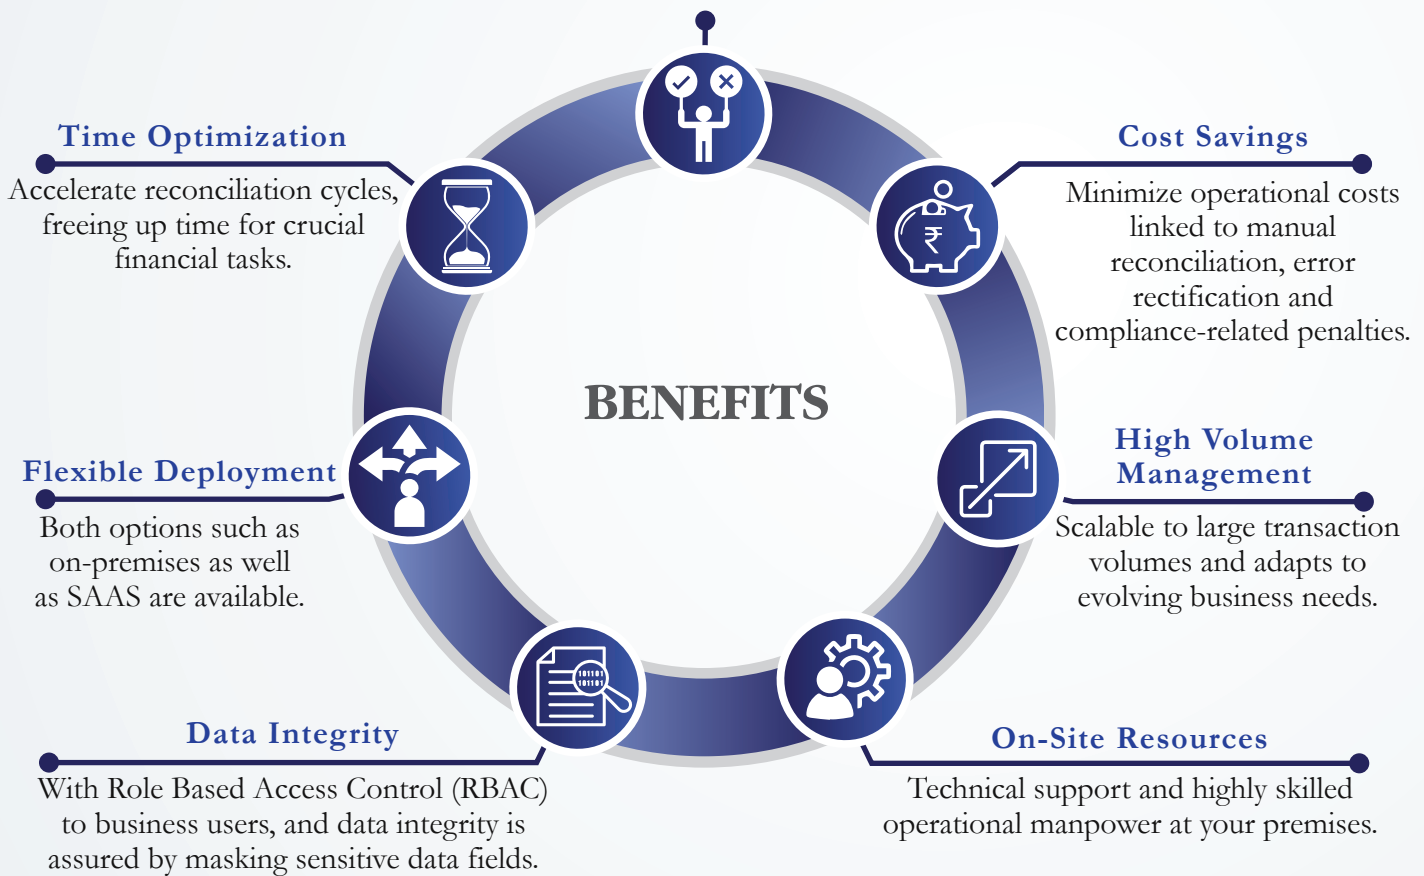 Time Optimization
Accelerate reconciliation cycles,
freeing up time for crucial
financial tasks.
Cost Savings
Minimize operational costs
linked to manual
reconciliation, error
rectification and
compliance-related penalties.
₹
BENEFITS
Flexible Deployment
Both options such as
on-premises as well
as SAAS are available.
High Volume
Management
Scalable to large transaction
volumes and adapts to
evolving business needs.
101101
101101
Data Integrity
With Role Based Access Control (RBAC)
to business users, and data integrity is
assured by masking sensitive data fields.
On-Site Resources
Technical support and highly skilled
operational manpower at your premises.